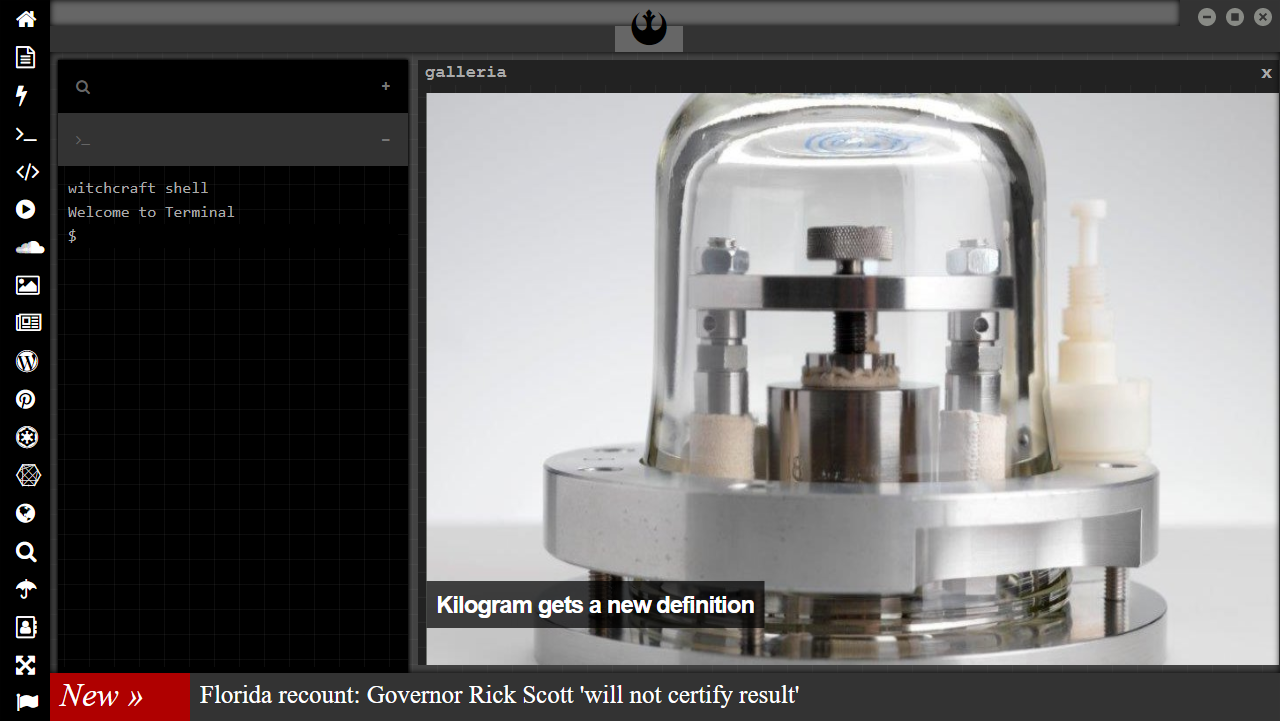 galleria
x
+
>_
−
witchcraft shell
Welcome to Terminal
$
Kilogram gets a new definition
New »
Florida recount: Governor Rick Scott 'will not certify result'